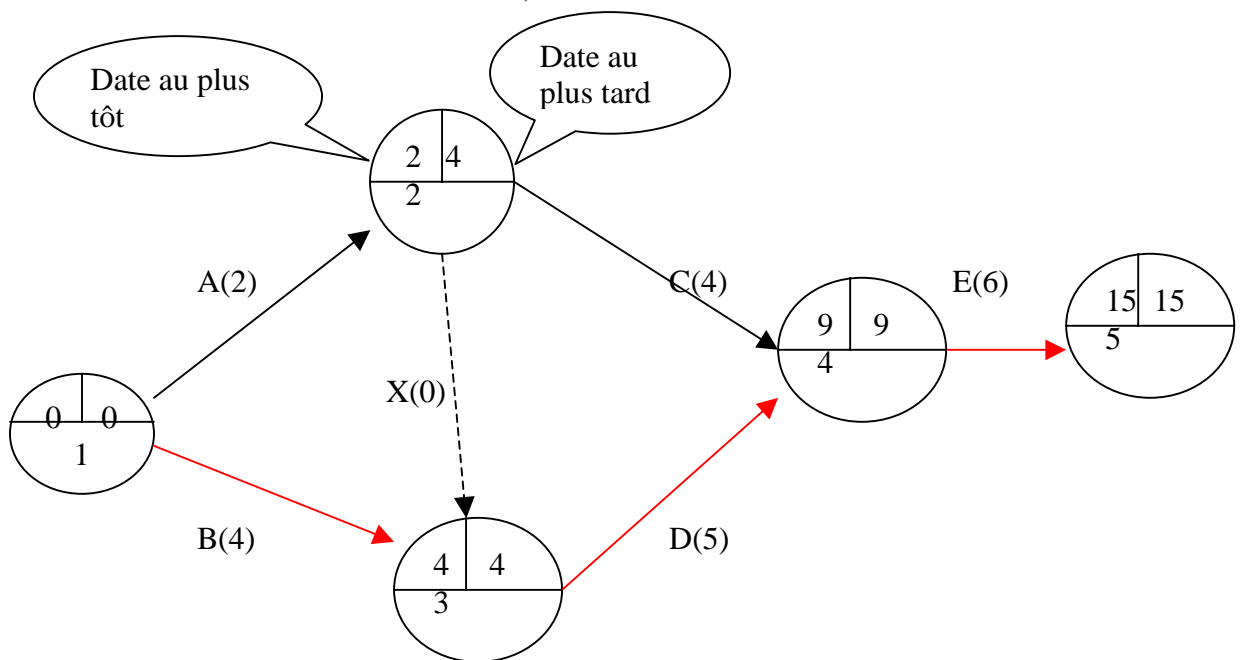 Date au plus
tôt
Date au
plus tard
2 4
2
A(2)
C(4)
E(6)
15 15
5
9 9
4
X(0)
0 0
1
B(4)
D(5)
4 4
3